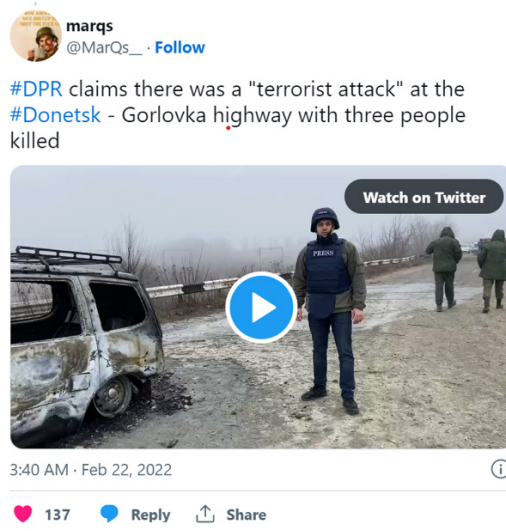 marqs
@MarQs__ · Follow
#DPR claims there was a "terrorist attack" at the
#Donetsk - Gorlovka highway with three people
killed
Watch on Twitter
PRESS
3:40 AM · Feb 22, 2022
137 Reply Share